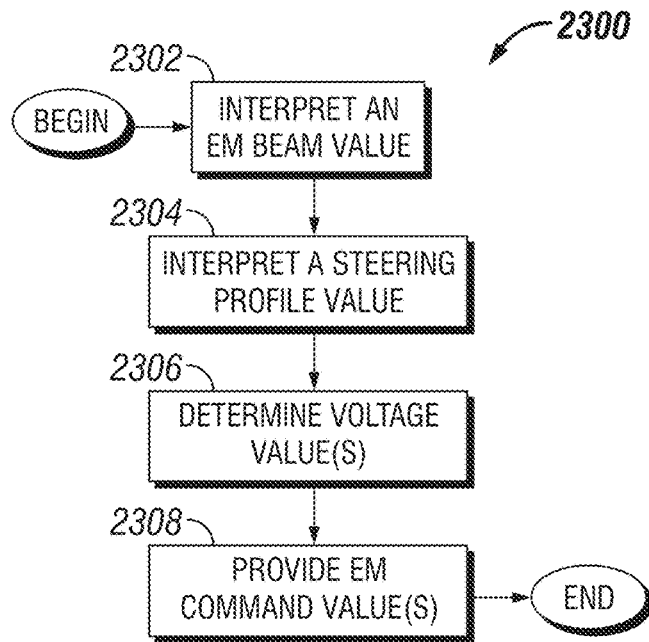 2300
2302
BEGIN
INTERPRET AN
EM BEAM VALUE
2304
INTERPRET A STEERING
PROFILE VALUE
2306
DETERMINE VOLTAGE
VALUE(S)
2308
PROVIDE EM
COMMAND VALUE(S)
END